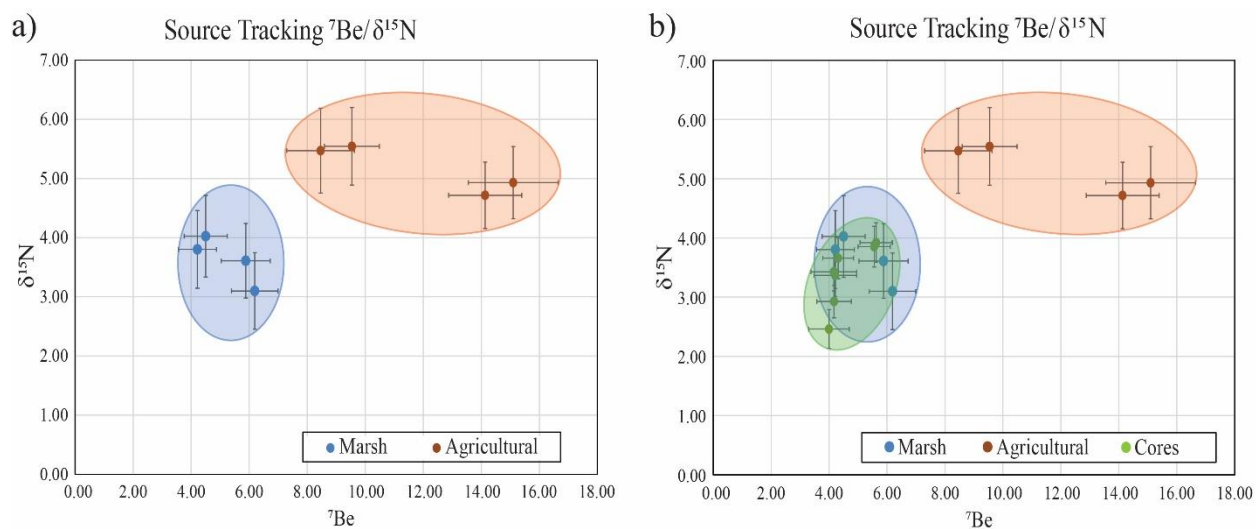 a)
Source Tracking ⁷Be/δ¹⁵N
7.00
6.00
5.00
4.00
3.00
2.00
1.00
0.00
δ¹⁵N
0.00 2.00 4.00 6.00 8.00 10.00 12.00 14.00 16.00 18.00
⁷Be
Marsh Agricultural
b)
Source Tracking ⁷Be/δ¹⁵N
7.00
6.00
5.00
4.00
3.00
2.00
1.00
0.00
δ¹⁵N
0.00 2.00 4.00 6.00 8.00 10.00 12.00 14.00 16.00 18.00
⁷Be
Marsh Agricultural Cores